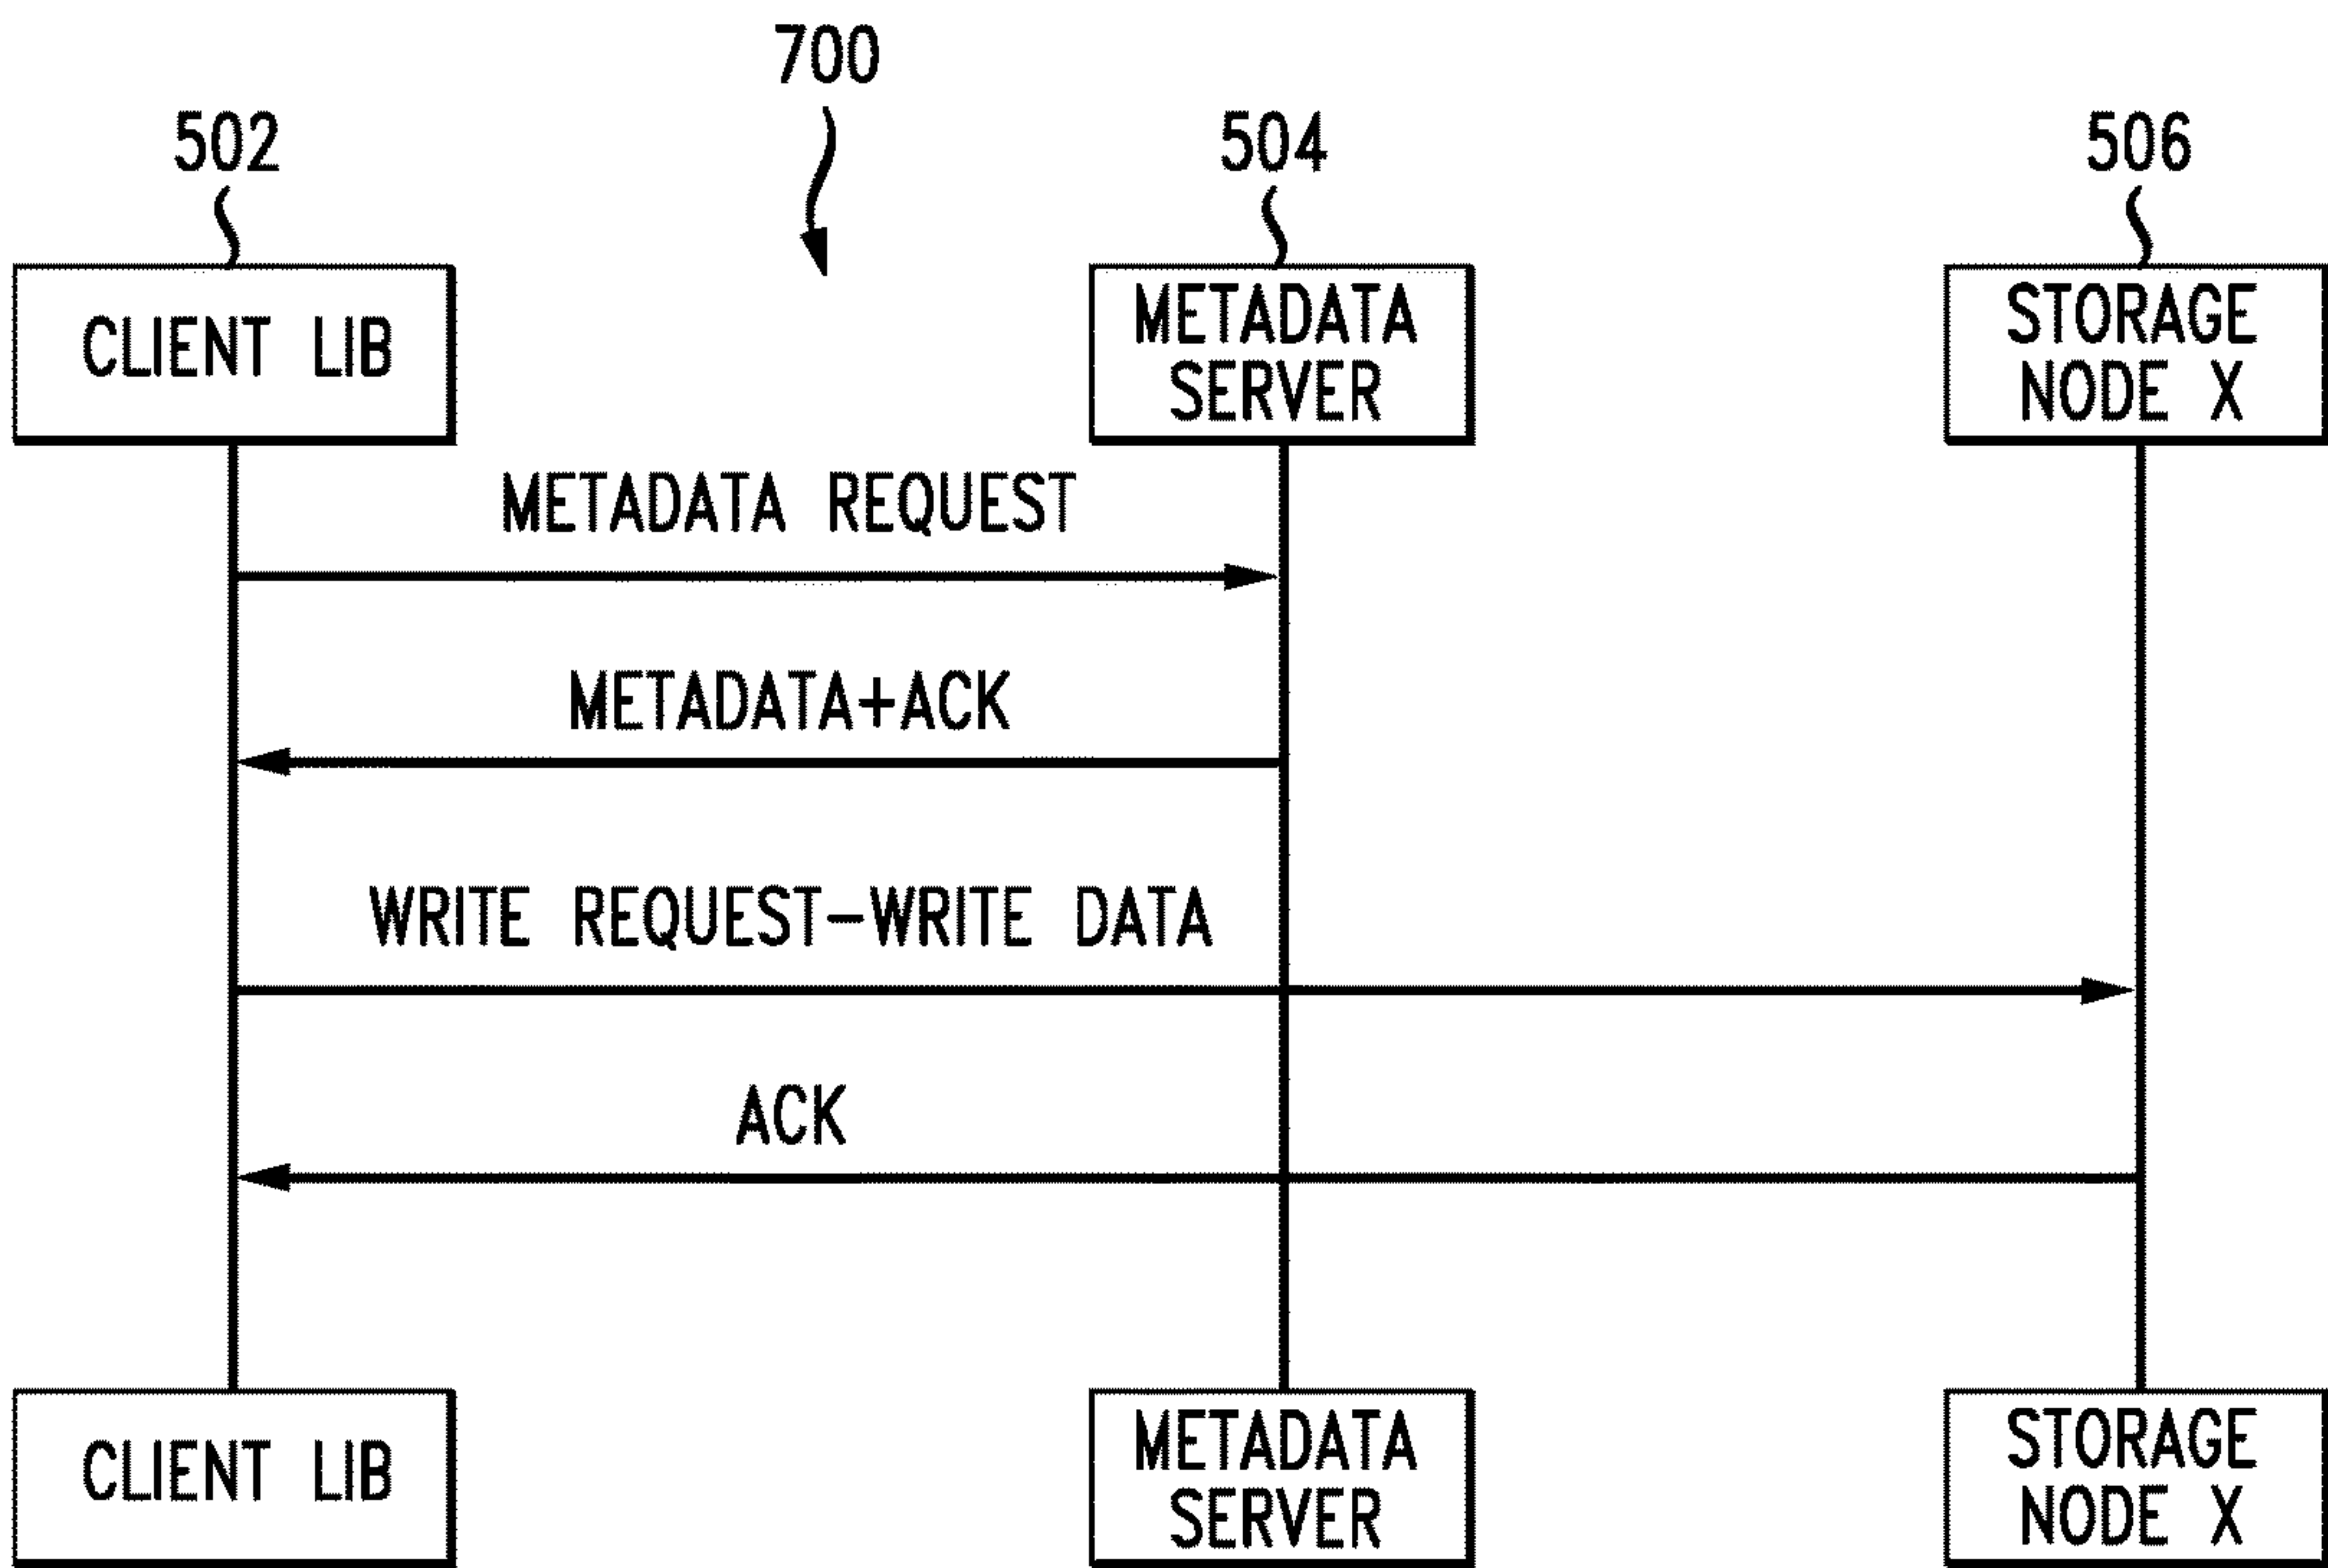 700
502
504
506
CLIENT LIB
METADATA
SERVER
STORAGE
NODE X
METADATA REQUEST
METADATA+ACK
WRITE REQUEST-WRITE DATA
ACK
CLIENT LIB
METADATA
SERVER
STORAGE
NODE X